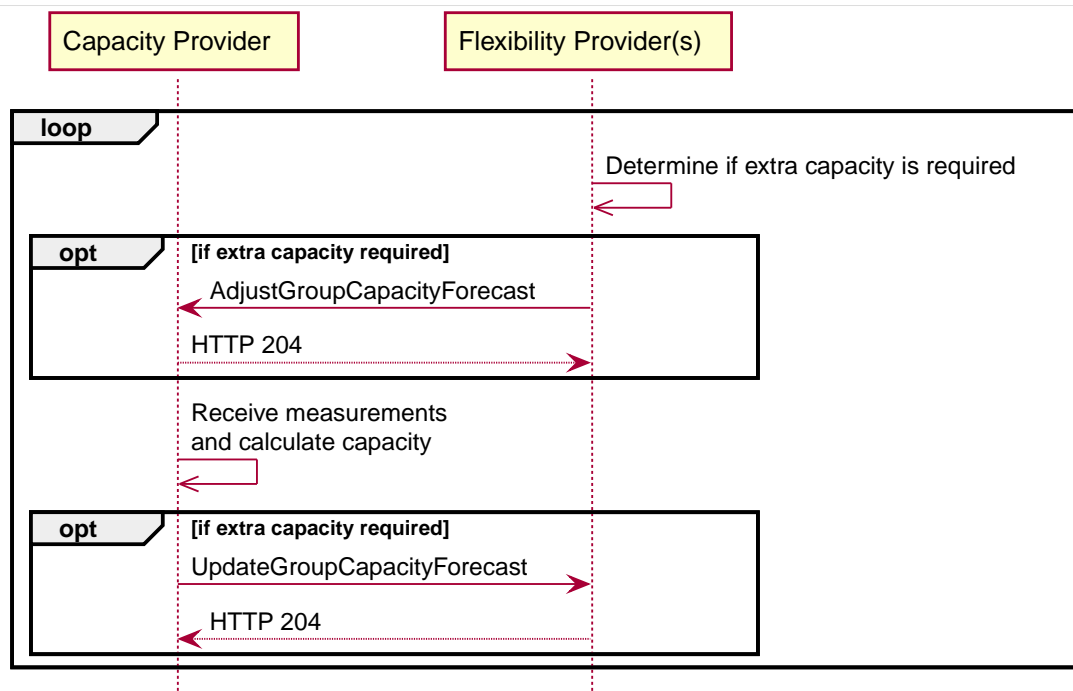 Capacity Provider
Flexibility Provider(s)
loop
Determine if extra capacity is required
opt
[if extra capacity required]
AdjustGroupCapacityForecast
HTTP 204
Receive measurements
and calculate capacity
opt
[if extra capacity required]
UpdateGroupCapacityForecast
HTTP 204